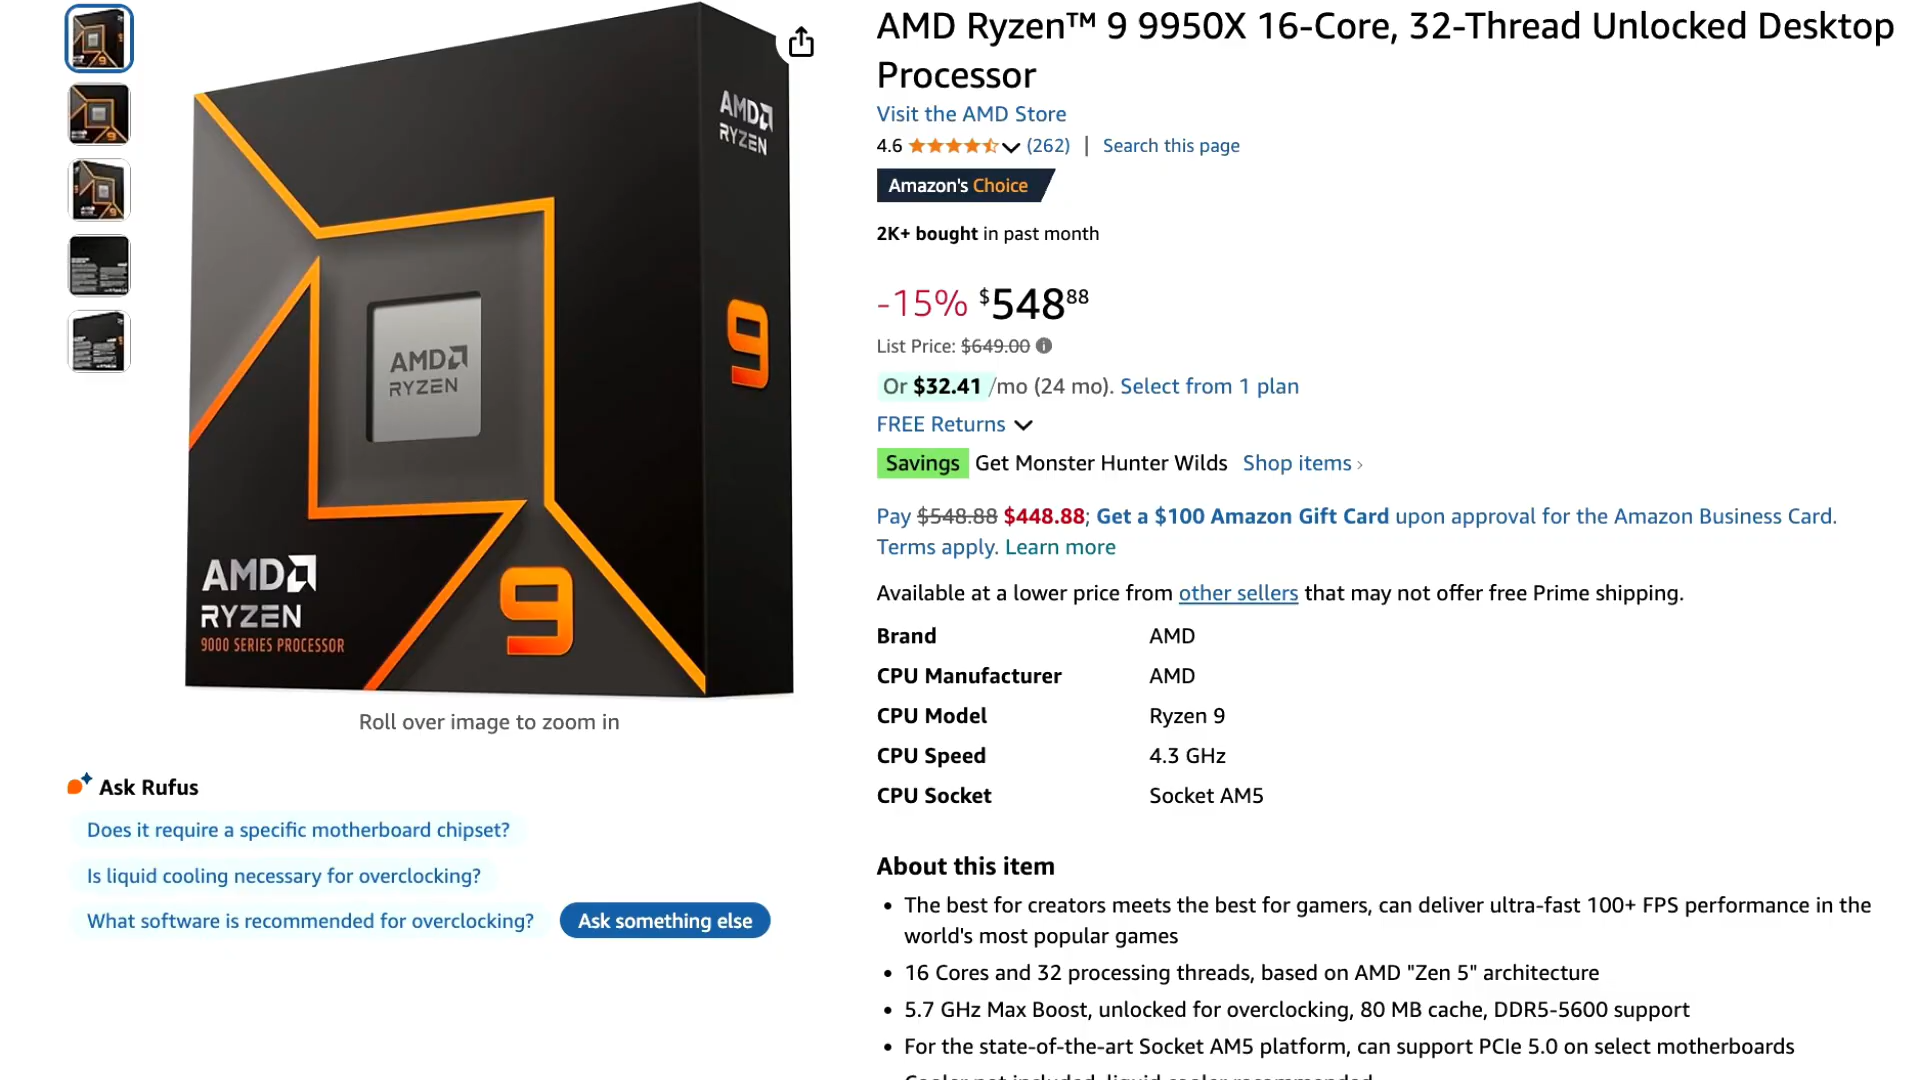 AMD Ryzen™ 9 9950X 16-Core, 32-Thread Unlocked Desktop
Processor
Visit the AMD Store
4.6 (262) | Search this page
Amazon's Choice
2K+ bought in past month
-15% $548 88
List Price: $649.00
Or $32.41 /mo (24 mo). Select from 1 plan
FREE Returns
Savings Get Monster Hunter Wilds Shop items ›
Pay $548.88 $448.88; Get a $100 Amazon Gift Card upon approval for the Amazon Business Card.
Terms apply. Learn more
Available at a lower price from other sellers that may not offer free Prime shipping.
Brand AMD
CPU Manufacturer AMD
CPU Model Ryzen 9
CPU Speed 4.3 GHz
CPU Socket Socket AM5
About this item
• The best for creators meets the best for gamers, can deliver ultra-fast 100+ FPS performance in the
world's most popular games
• 16 Cores and 32 processing threads, based on AMD "Zen 5" architecture
• 5.7 GHz Max Boost, unlocked for overclocking, 80 MB cache, DDR5-5600 support
• For the state-of-the-art Socket AM5 platform, can support PCIe 5.0 on select motherboards
AMD
RYZEN
9
AMD
RYZEN
AMD
RYZEN
9000 SERIES PROCESSOR
9
Roll over image to zoom in
Ask Rufus
Does it require a specific motherboard chipset?
Is liquid cooling necessary for overclocking?
What software is recommended for overclocking?
Ask something else